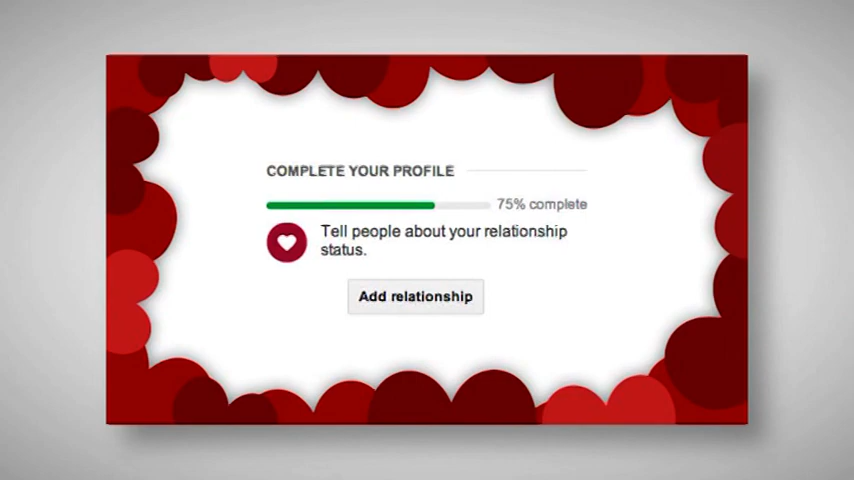 COMPLETE YOUR PROFILE
75% complete
Tell people about your relationship
status.
Add relationship